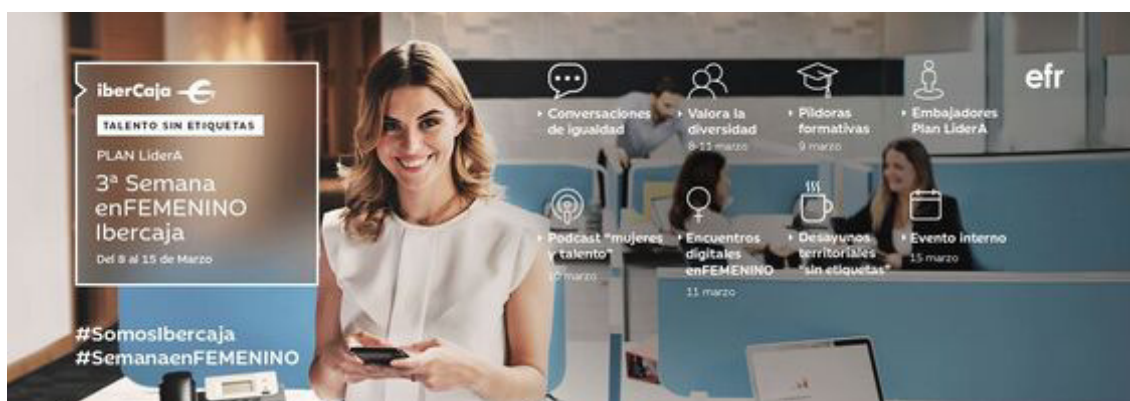 iberCaja
TALENTO SIN ETIQUETAS
PLAN LiderA
3ª Semana
enFEMENINO
Ibercaja
Del 8 al 15 de Marzo
#SomosIbercaja
#SemanaenFEMENINO
Conversaciones
de igualdad
Valora la
diversidad
8-11 marzo
Píldoras
formativas
9 marzo
Embajadores
Plan LiderA
efr
Podcast "mujeres
y talento"
10 marzo
Encuentros
digitales
enFEMENINO
11 marzo
Desayunos
territoriales
"sin etiquetas"
Evento interno
15 marzo